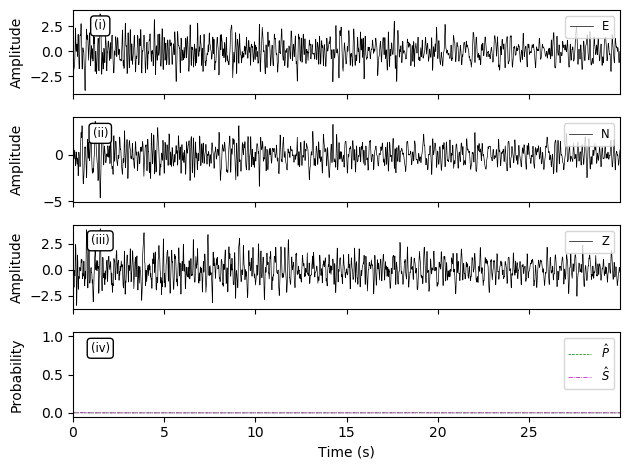 (i)
E
Amplitude
2.5
0.0
−2.5
(ii)
N
Amplitude
0
−5
(iii)
Z
Amplitude
2.5
0.0
−2.5
(iv)
P̂
Ŝ
Probability
1.0
0.5
0.0
0 5 10 15 20 25
Time (s)